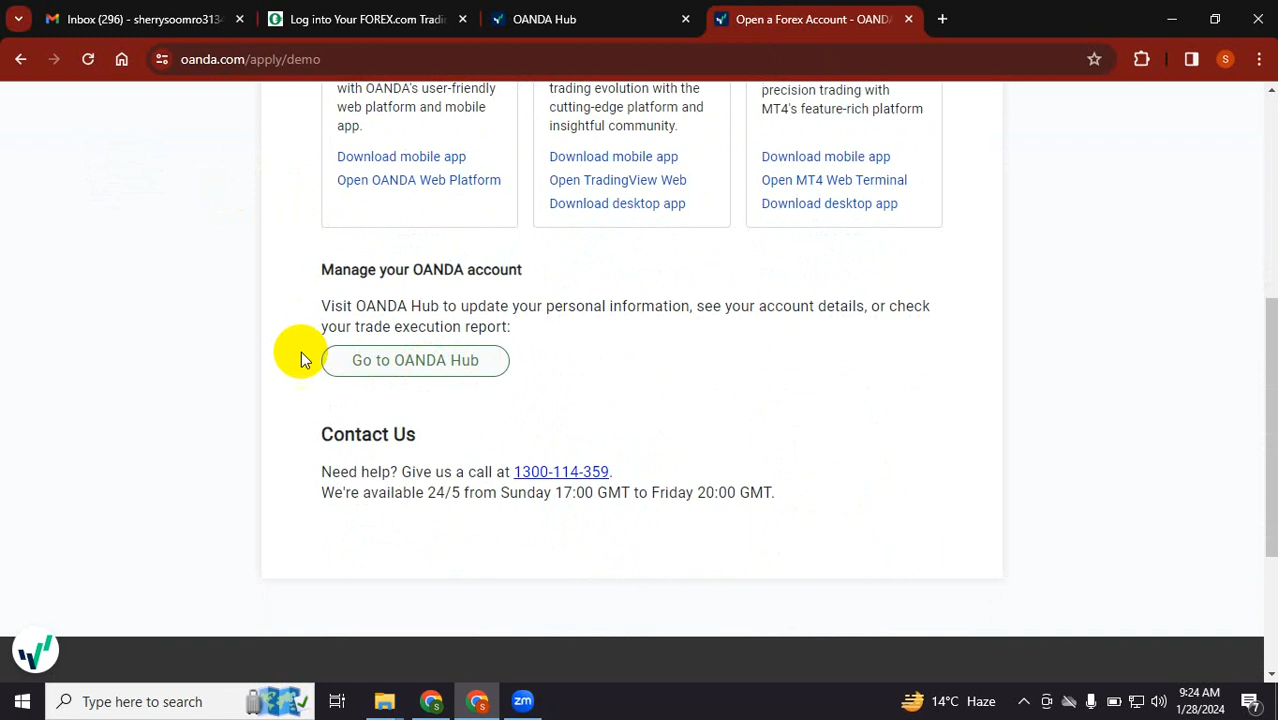 Inbox (296) - sherrysoomro313
Log into Your FOREX.com Tradi
OANDA Hub
Open a Forex Account - OANDA
oanda.com/apply/demo
S
with OANDA's user-friendly
web platform and mobile
app.
Download mobile app
Open OANDA Web Platform
trading evolution with the
cutting-edge platform and
insightful community.
Download mobile app
Open TradingView Web
Download desktop app
precision trading with
MT4's feature-rich platform
Download mobile app
Open MT4 Web Terminal
Download desktop app
Manage your OANDA account
Visit OANDA Hub to update your personal information, see your account details, or check
your trade execution report:
Go to OANDA Hub
Contact Us
Need help? Give us a call at 1300-114-359.
We're available 24/5 from Sunday 17:00 GMT to Friday 20:00 GMT.
Type here to search
S
S
zm
14°C Haze
9:24 AM
1/28/2024
7